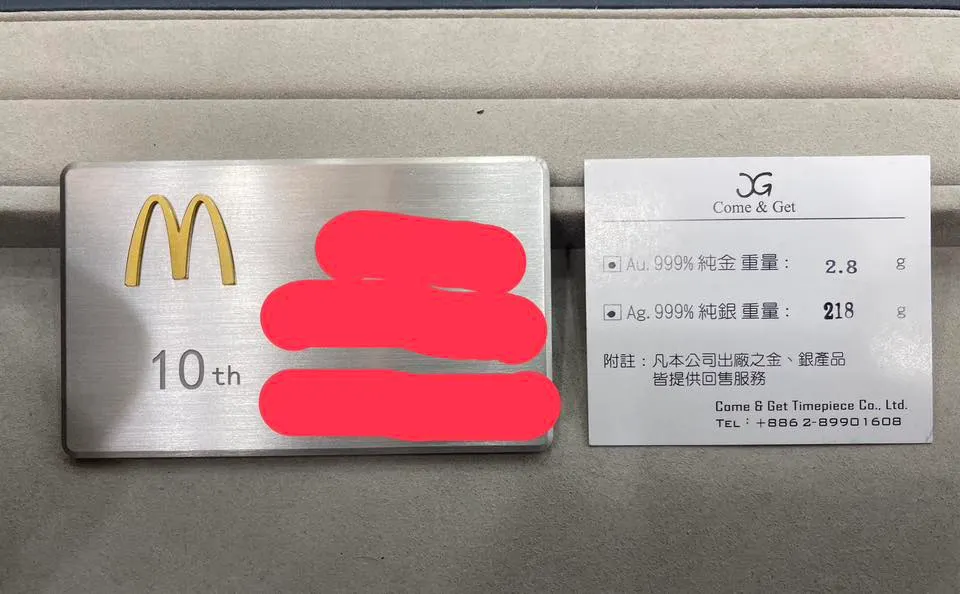 M
10th
CG
Come & Get
Au. 999% 純金 重量： 2.8 g
Ag. 999% 純銀 重量： 218 g
附註：凡本公司出廠之金、銀產品
皆提供回售服務
Come & Get Timepiece Co., Ltd.
TEL：+886 2-89901608